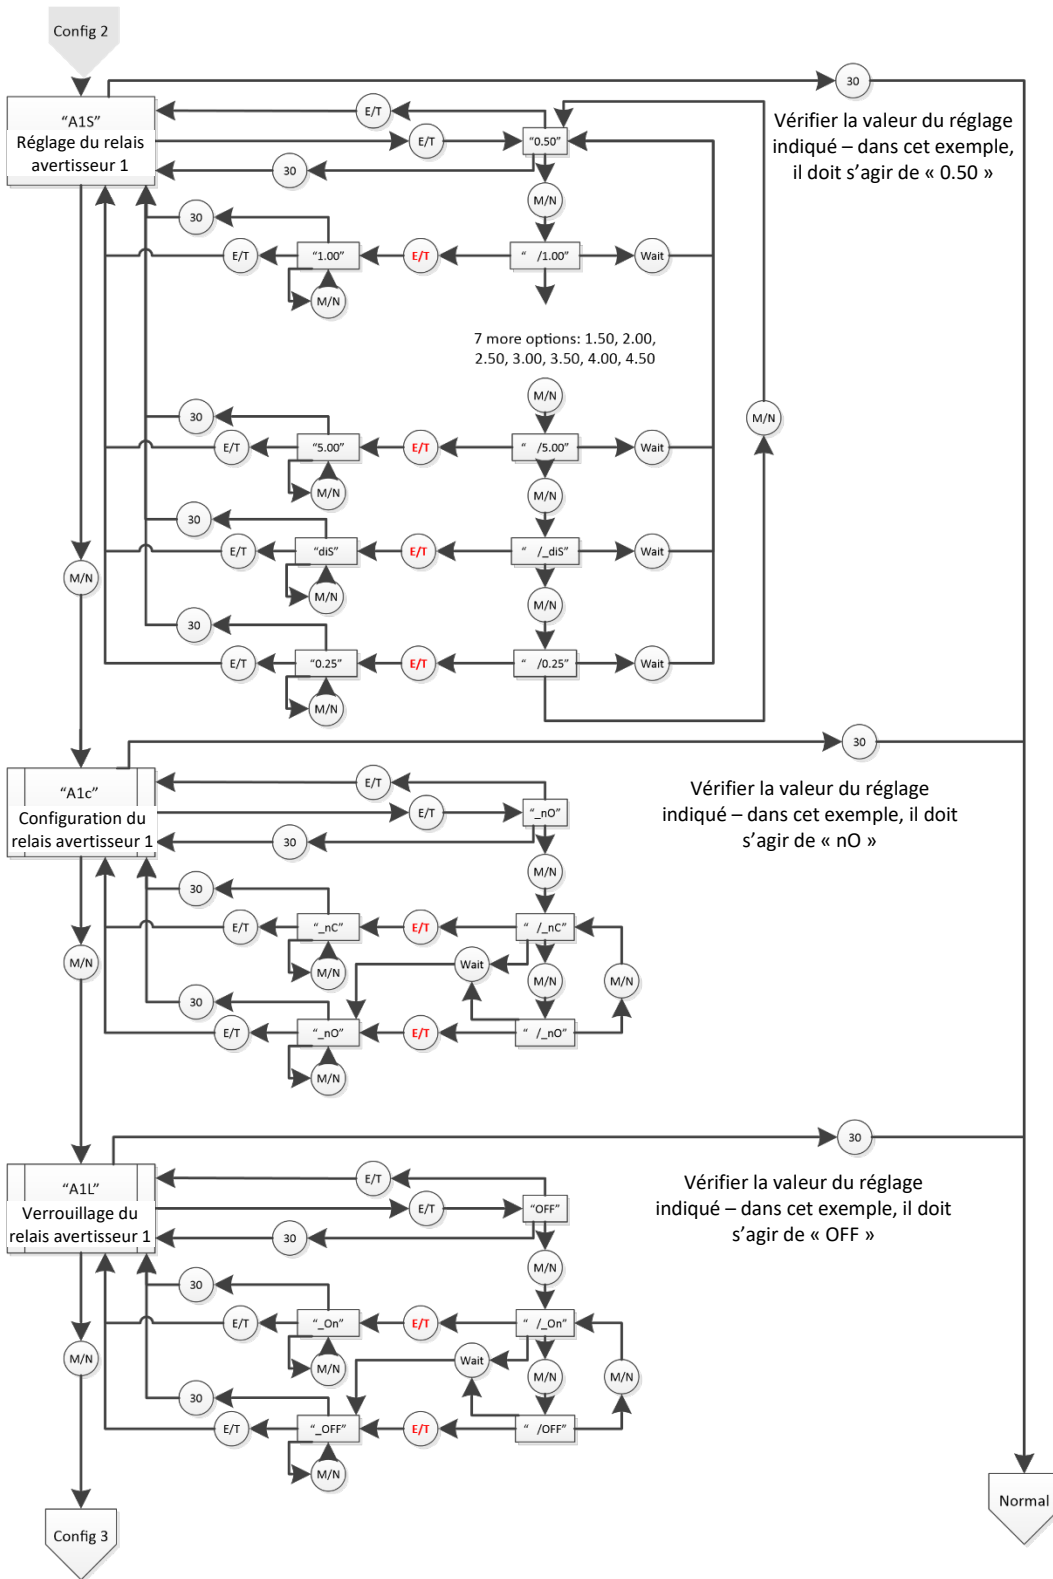 Config 2
30
“A1S”
Réglage du relais
avertisseur 1
E/T
E/T
30
“0.50”
Vérifier la valeur du réglage
indiqué – dans cet exemple,
il doit s’agir de « 0.50 »
M/N
30
E/T
“1.00”
E/T
“ /1.00”
Wait
M/N
7 more options: 1.50, 2.00,
2.50, 3.00, 3.50, 4.00, 4.50
M/N
M/N
30
E/T
“5.00”
E/T
“ /5.00”
Wait
M/N
M/N
30
E/T
“diS”
E/T
“ /_diS”
Wait
M/N
M/N
M/N
30
E/T
“0.25”
E/T
“ /0.25”
Wait
M/N
30
“A1c”
Configuration du
relais avertisseur 1
E/T
E/T
30
“_nO”
Vérifier la valeur du réglage
indiqué – dans cet exemple, il doit
s’agir de « nO »
M/N
30
E/T
“_nC”
E/T
“ /_nC”
M/N
M/N
Wait
M/N
M/N
30
E/T
“_nO”
E/T
“ /_nO”
M/N
30
“A1L”
Verrouillage du
relais avertisseur 1
E/T
E/T
30
“OFF”
Vérifier la valeur du réglage
indiqué – dans cet exemple, il doit
s’agir de « OFF »
M/N
30
E/T
“_On”
E/T
“ /_On”
M/N
M/N
Wait
M/N
M/N
30
E/T
“_OFF”
E/T
“ /OFF”
M/N
Config 3
Normal